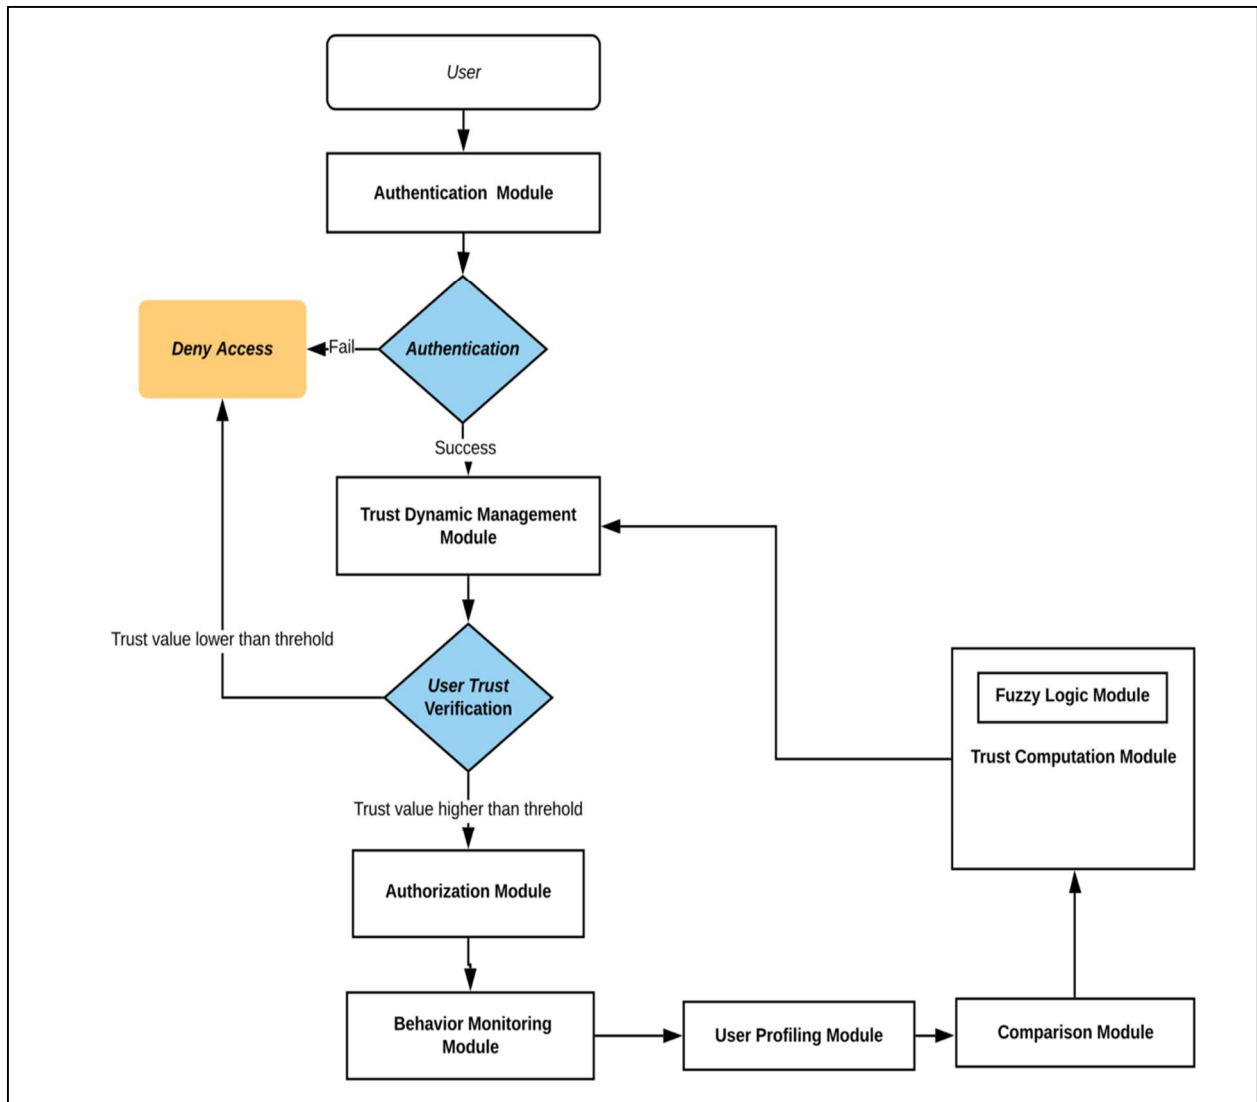 User
Authentication Module
Authentication
Fail
Deny Access
Success
Trust Dynamic Management
Module
Trust value lower than threhold
User Trust
Verification
Fuzzy Logic Module
Trust Computation Module
Trust value higher than threhold
Authorization Module
Behavior Monitoring
Module
User Profiling Module
Comparison Module